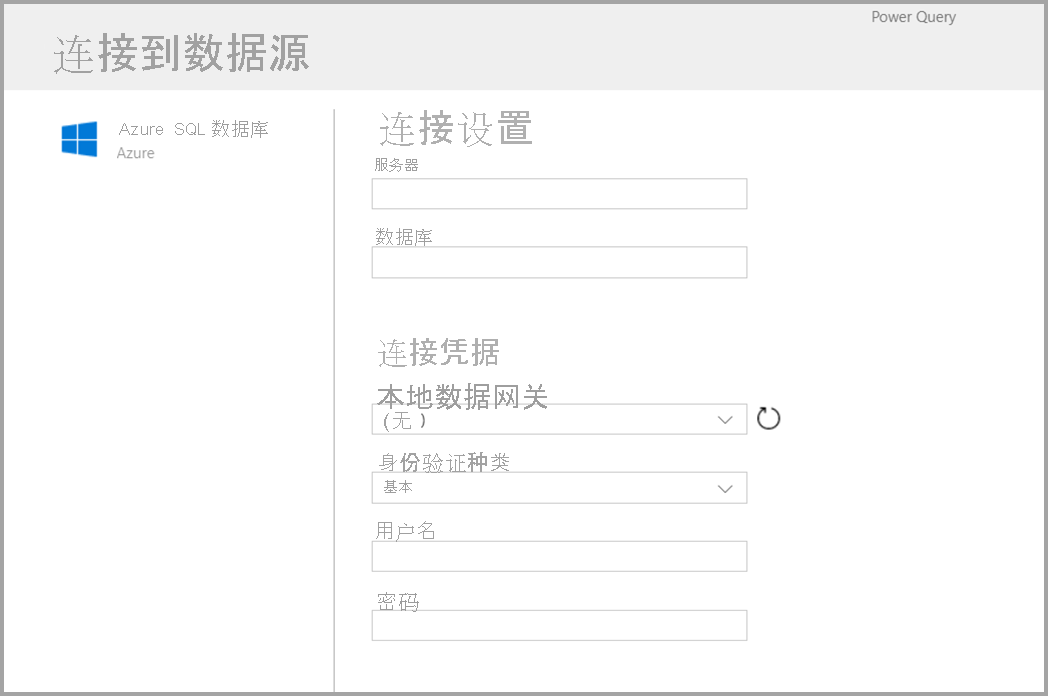 Power Query
连接到数据源
Azure SQL 数据库
Azure
连接设置
服务器
数据库
连接凭据
本地数据网关
(无)
身份验证种类
基本
用户名
密码